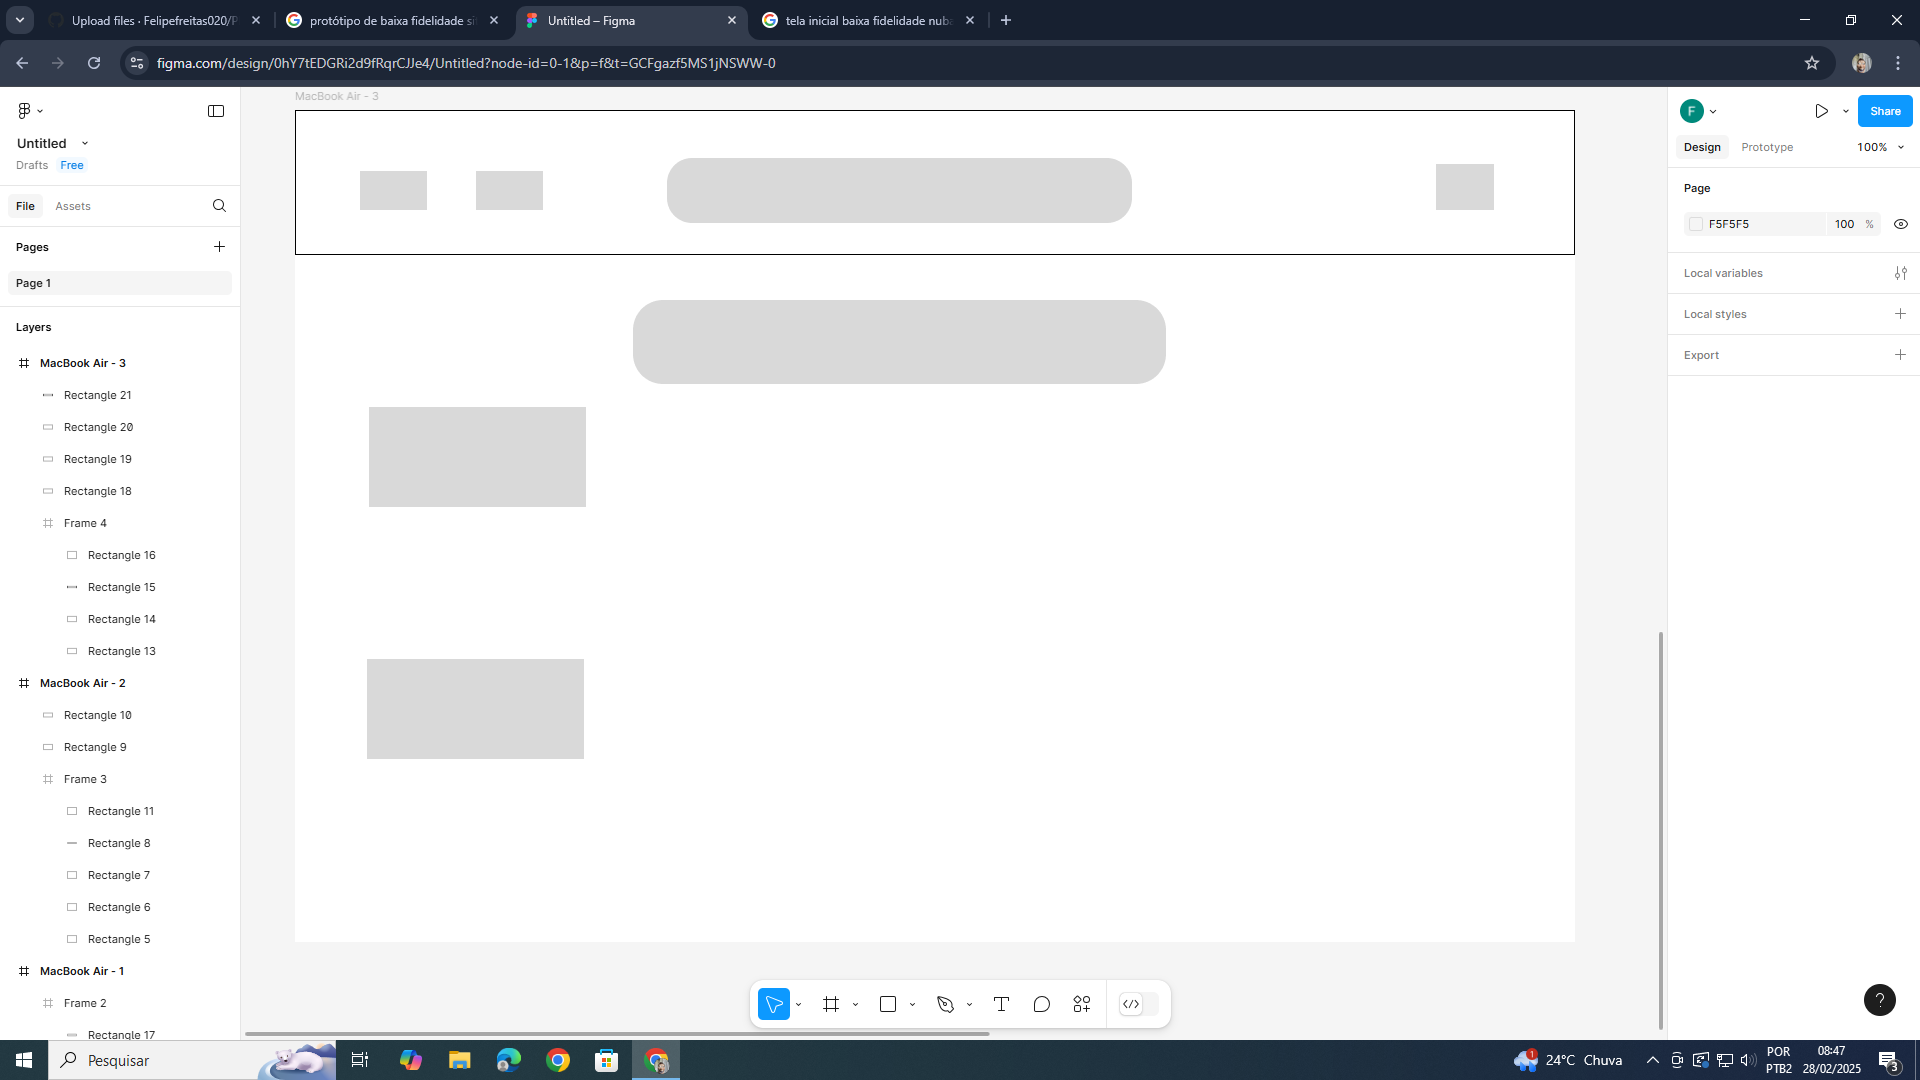 Upload files · Felipefreitas020/P
protótipo de baixa fidelidade si
Untitled – Figma
tela inicial baixa fidelidade nub
figma.com/design/0hY7tEDGRi2d9fRqrCJJe4/Untitled?node-id=0-1&p=f&t=GCFgazf5MS1jNSWW-0
Untitled
Drafts Free
File Assets
Pages
Page 1
Layers
MacBook Air - 3
Rectangle 21
Rectangle 20
Rectangle 19
Rectangle 18
Frame 4
Rectangle 16
Rectangle 15
Rectangle 14
Rectangle 13
MacBook Air - 2
Rectangle 10
Rectangle 9
Frame 3
Rectangle 11
Rectangle 8
Rectangle 7
Rectangle 6
Rectangle 5
MacBook Air - 1
Frame 2
Rectangle 17
MacBook Air - 3
F
Share
Design Prototype 100%
Page
F5F5F5 100 %
Local variables
Local styles
Export
?
Pesquisar
1
24°C Chuva
POR
PTB2
08:47
28/02/2025
3